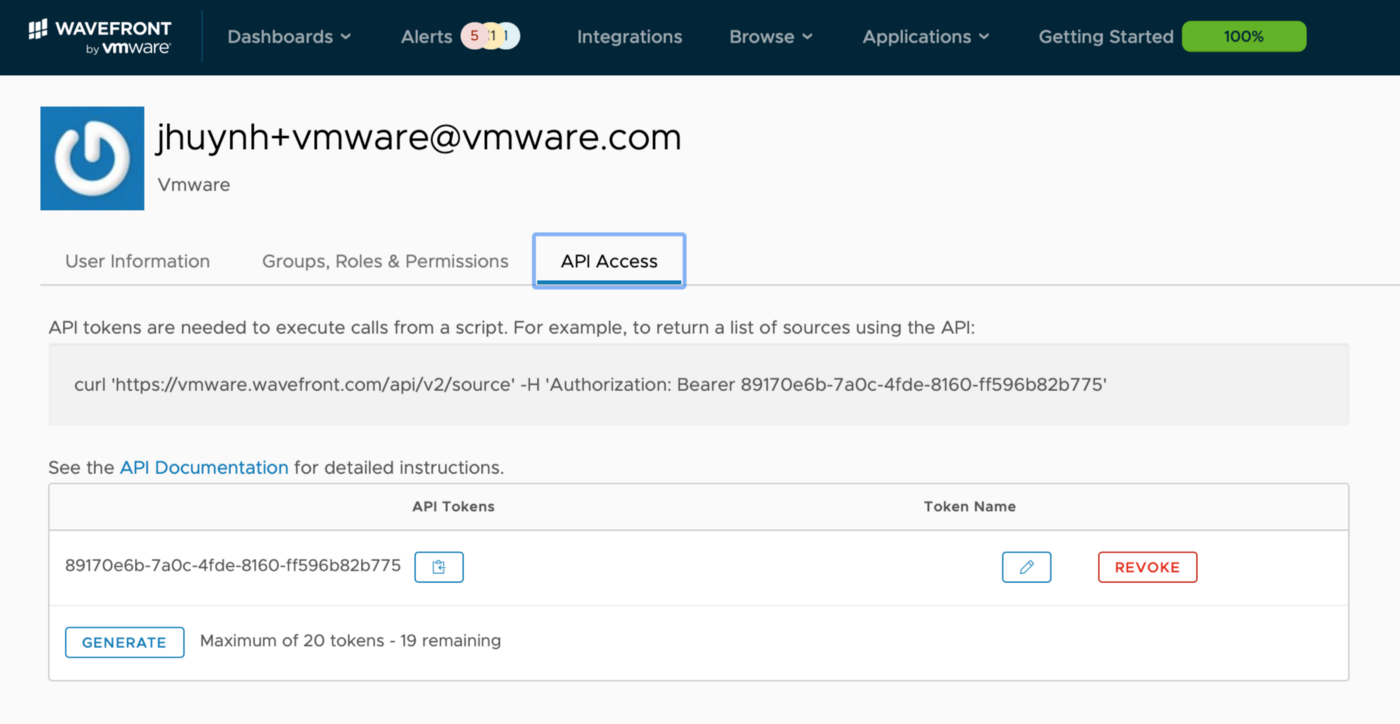 WAVEFRONT
by vmware
Dashboards
Alerts 5 1 1
Integrations
Browse
Applications
Getting Started 100%
jhuynh+vmware@vmware.com
Vmware
User Information
Groups, Roles & Permissions
API Access
API tokens are needed to execute calls from a script. For example, to return a list of sources using the API:
curl 'https://vmware.wavefront.com/api/v2/source' -H 'Authorization: Bearer 89170e6b-7a0c-4fde-8160-ff596b82b775'
See the API Documentation for detailed instructions.
API Tokens
Token Name
89170e6b-7a0c-4fde-8160-ff596b82b775
REVOKE
GENERATE Maximum of 20 tokens - 19 remaining